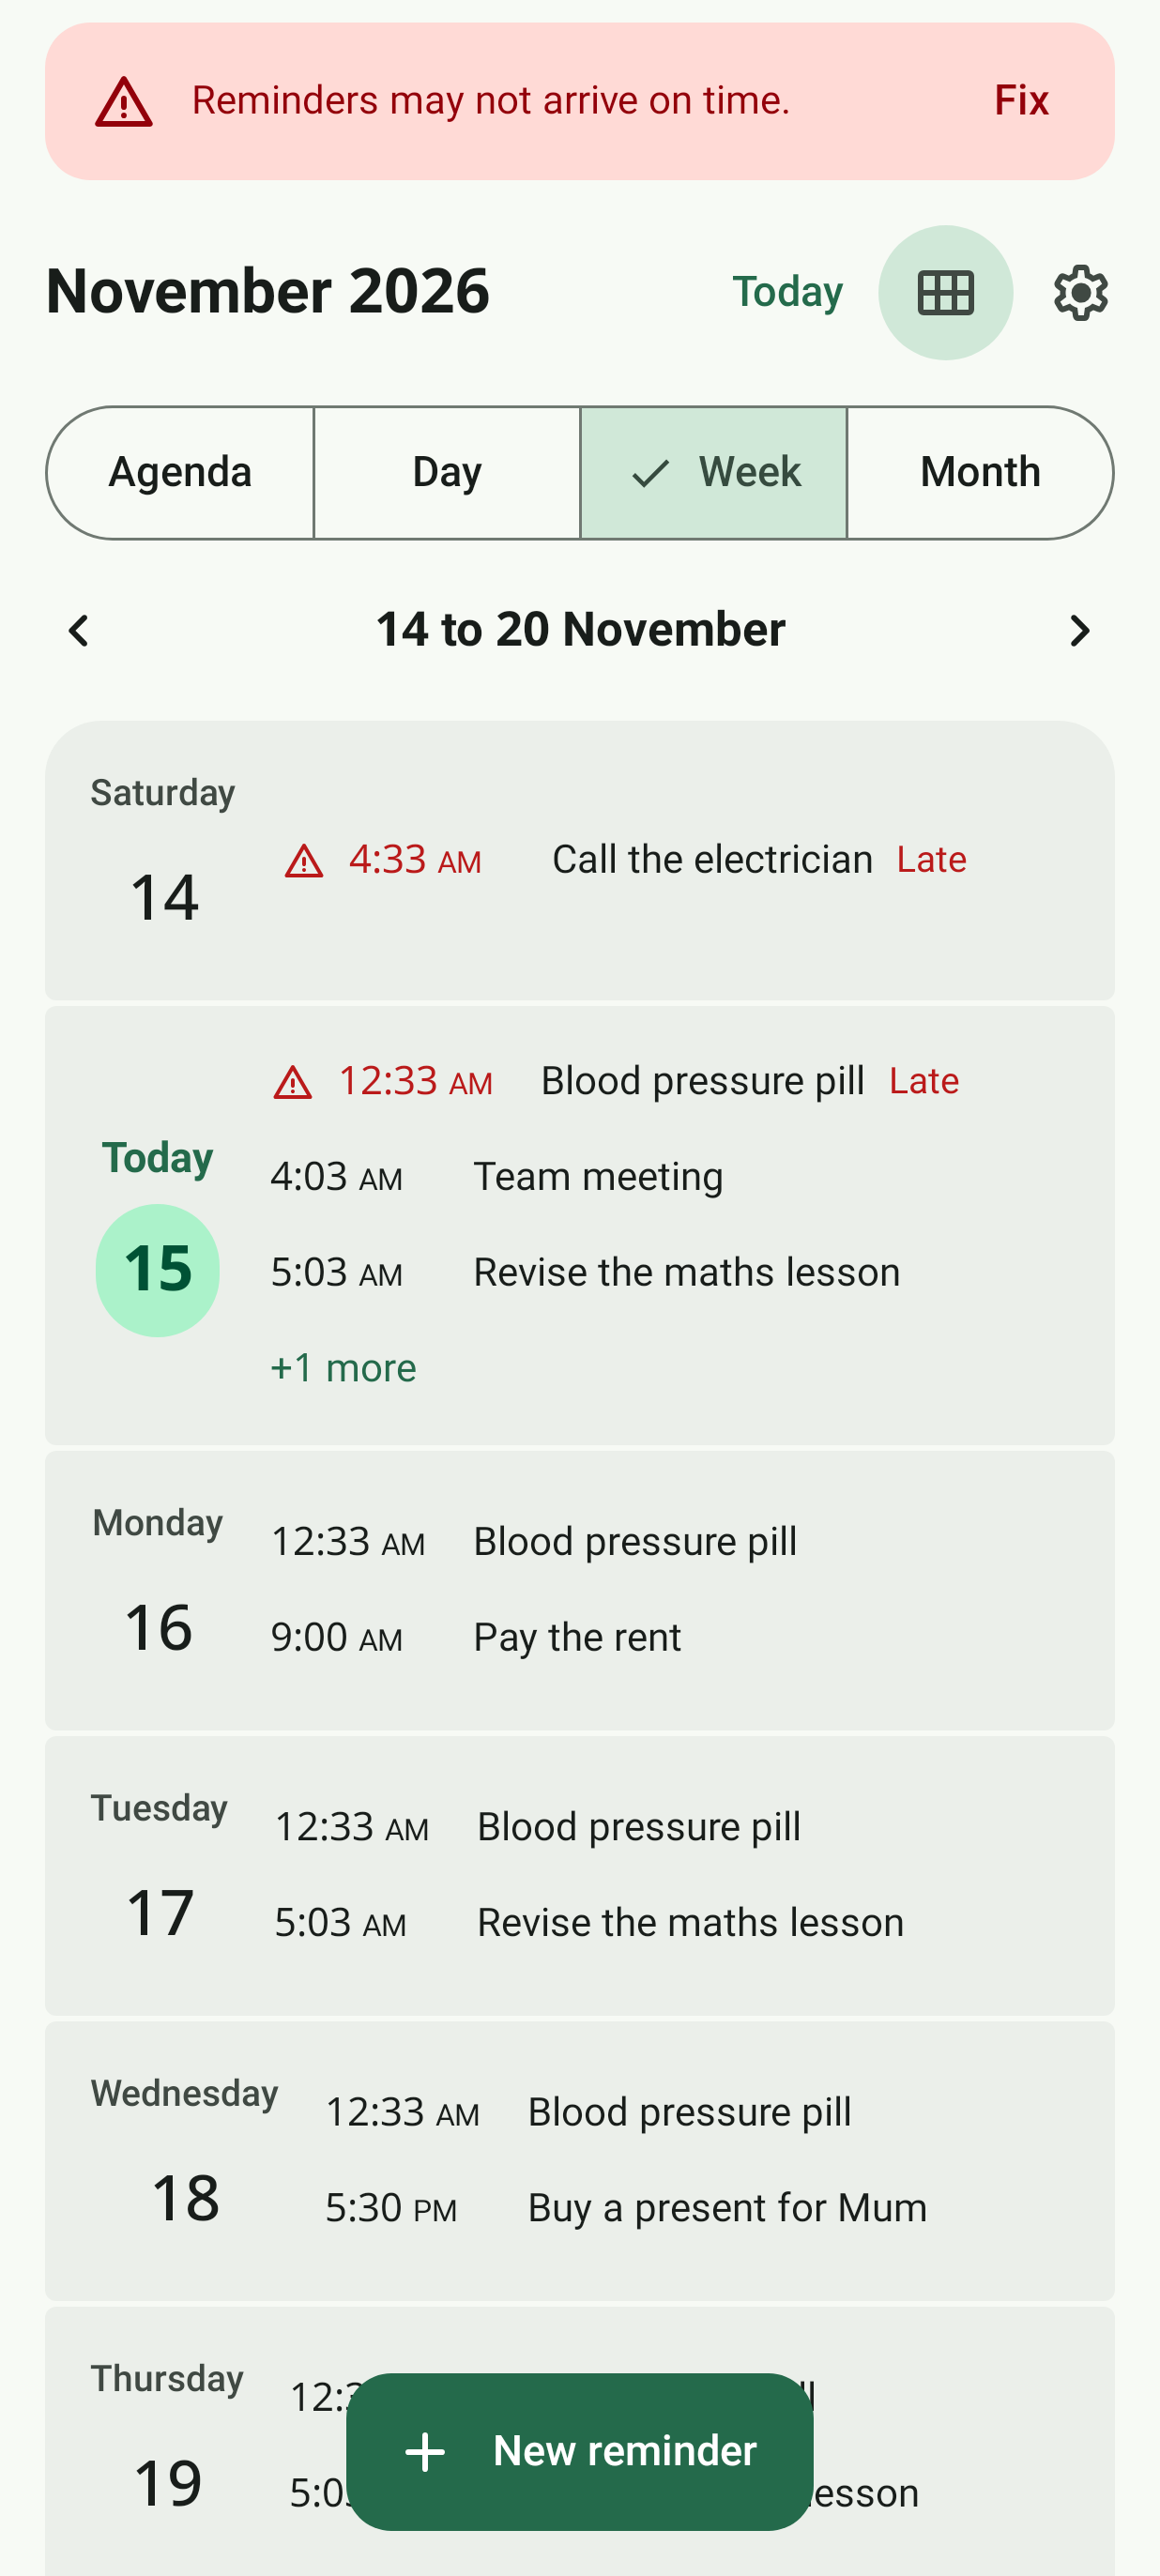 Reminders may not arrive on time. Fix
November 2026 Today
Agenda Day Week Month
14 to 20 November
Saturday
14
4:33 AM Call the electrician Late
Today
15
12:33 AM Blood pressure pill Late
4:03 AM Team meeting
5:03 AM Revise the maths lesson
+1 more
Monday
16
12:33 AM Blood pressure pill
9:00 AM Pay the rent
Tuesday
17
12:33 AM Blood pressure pill
5:03 AM Revise the maths lesson
Wednesday
18
12:33 AM Blood pressure pill
5:30 PM Buy a present for Mum
Thursday
19
New reminder